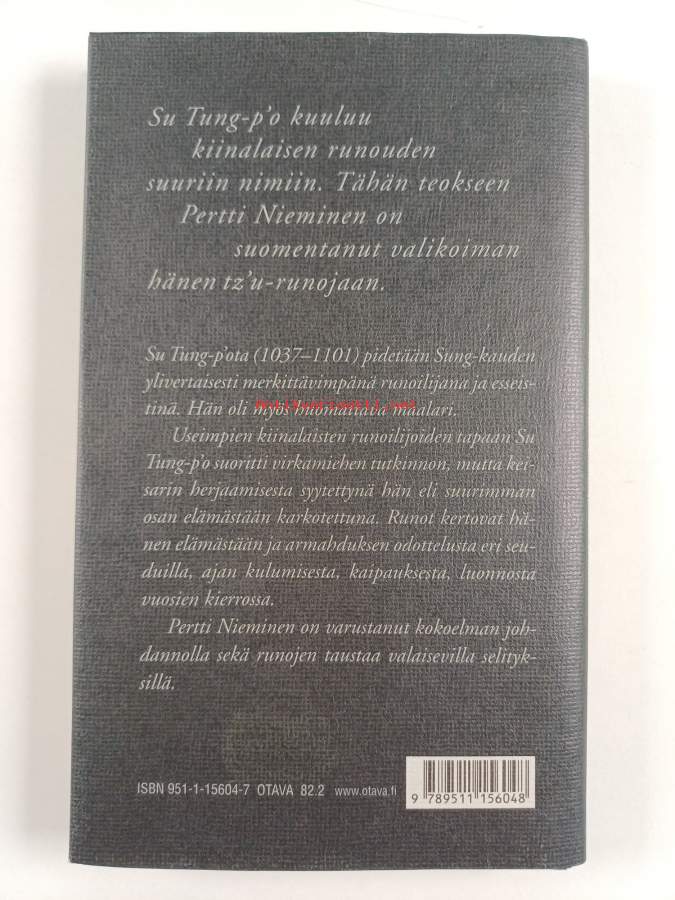 Su Tung-p'o kuuluu
kiinalaisen runouden
suuriin nimiin. Tähän teokseen
Pertti Nieminen on
suomentanut valikoiman
hänen tz'u-runojaan.
Su Tung-p'ota (1037–1101) pidetään Sung-kauden
ylivertaisesti merkittävimpänä runoilijana ja esseis-
tinä. Hän oli myös huomattava maalari.
Useimpien kiinalaisten runoilijoiden tapaan Su
Tung-p'o suoritti virkamiehen tutkinnon, mutta kei-
sarin herjaamisesta syytettynä hän eli suurimman
osan elämästään karkotettuna. Runot kertovat hä-
nen elämästään ja armahduksen odottelusta eri seu-
duilla, ajan kulumisesta, kaipauksesta, luonnosta
vuosien kierrossa.
Pertti Nieminen on varustanut kokoelman joh-
dannolla sekä runojen taustaa valaisevilla selityk-
sillä.
ISBN 951-1-15604-7 OTAVA 82.2 www.otava.fi
9 789511 156048